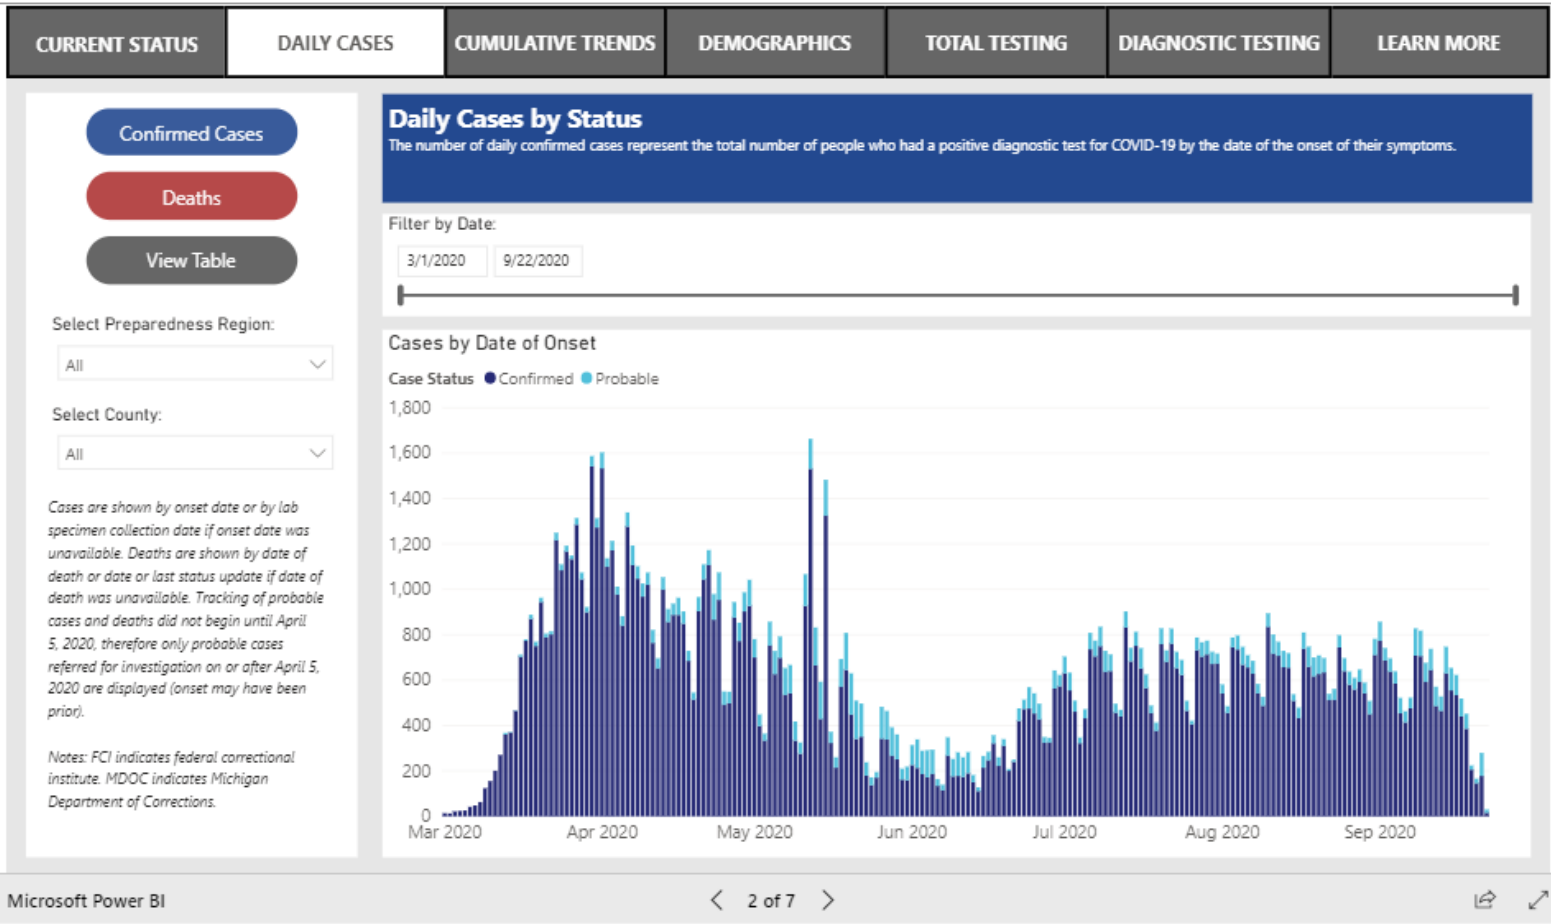 CURRENT STATUS
DAILY CASES
CUMULATIVE TRENDS
DEMOGRAPHICS
TOTAL TESTING
DIAGNOSTIC TESTING
LEARN MORE
Confirmed Cases
Deaths
View Table
Select Preparedness Region:
All
Select County:
All
Cases are shown by onset date or by lab
specimen collection date if onset date was
unavailable. Deaths are shown by date of
death or date or last status update if date of
death was unavailable. Tracking of probable
cases and deaths did not begin until April
5, 2020, therefore only probable cases
referred for investigation on or after April 5,
2020 are displayed (onset may have been
prior).
Notes: FCI indicates federal correctional
institute. MDOC indicates Michigan
Department of Corrections.
Daily Cases by Status
The number of daily confirmed cases represent the total number of people who had a positive diagnostic test for COVID-19 by the date of the onset of their symptoms.
Filter by Date:
3/1/2020
9/22/2020
Cases by Date of Onset
Case Status Confirmed Probable
1,800
1,600
1,400
1,200
1,000
800
600
400
200
0
Mar 2020 Apr 2020 May 2020 Jun 2020 Jul 2020 Aug 2020 Sep 2020
Microsoft Power BI
2 of 7